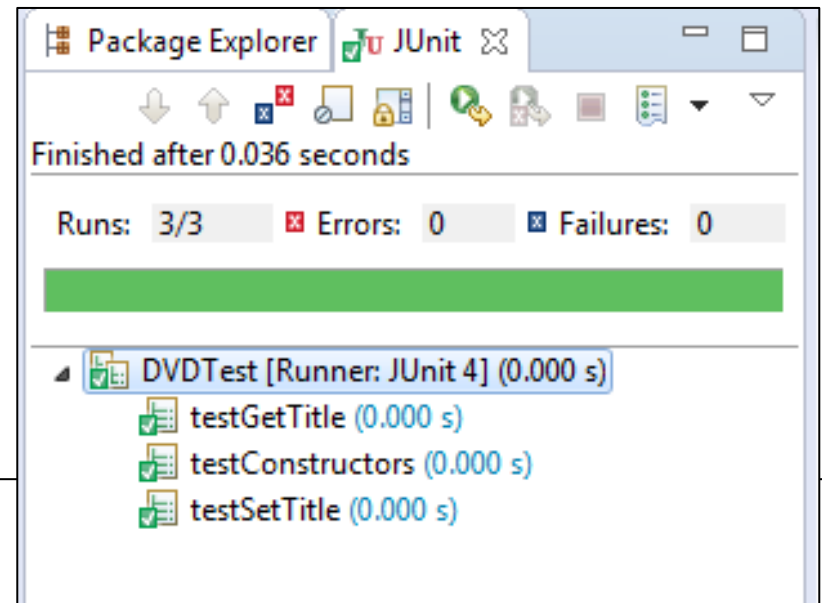 Package Explorer JUnit
Finished after 0.036 seconds
Runs: 3/3 Errors: 0 Failures: 0
DVDTest [Runner: JUnit 4] (0.000 s)
testGetTitle (0.000 s)
testConstructors (0.000 s)
testSetTitle (0.000 s)